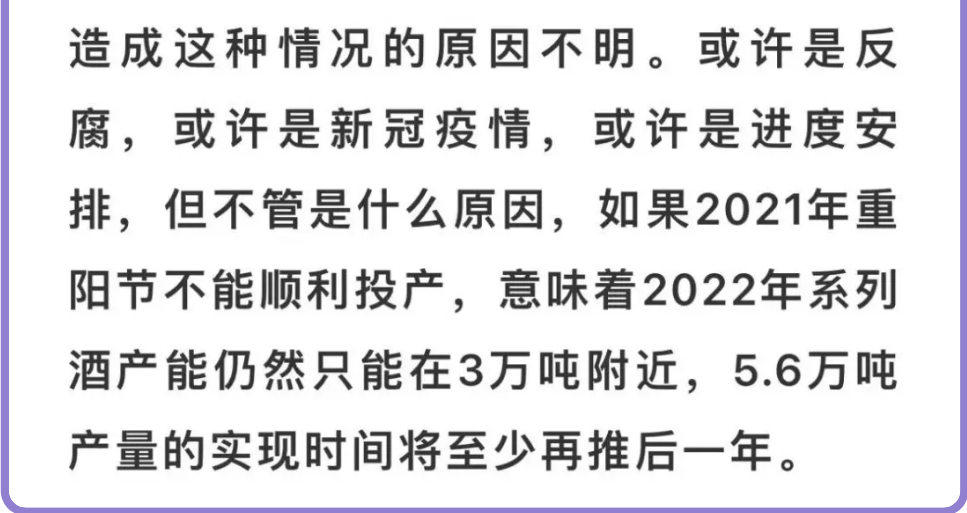 造成这种情况的原因不明。或许是反
腐，或许是新冠疫情，或许是进度安
排，但不管是什么原因，如果2021年重
阳节不能顺利投产，意味着2022年系列
酒产能仍然只能在3万吨附近，5.6万吨
产量的实现时间将至少再推后一年。